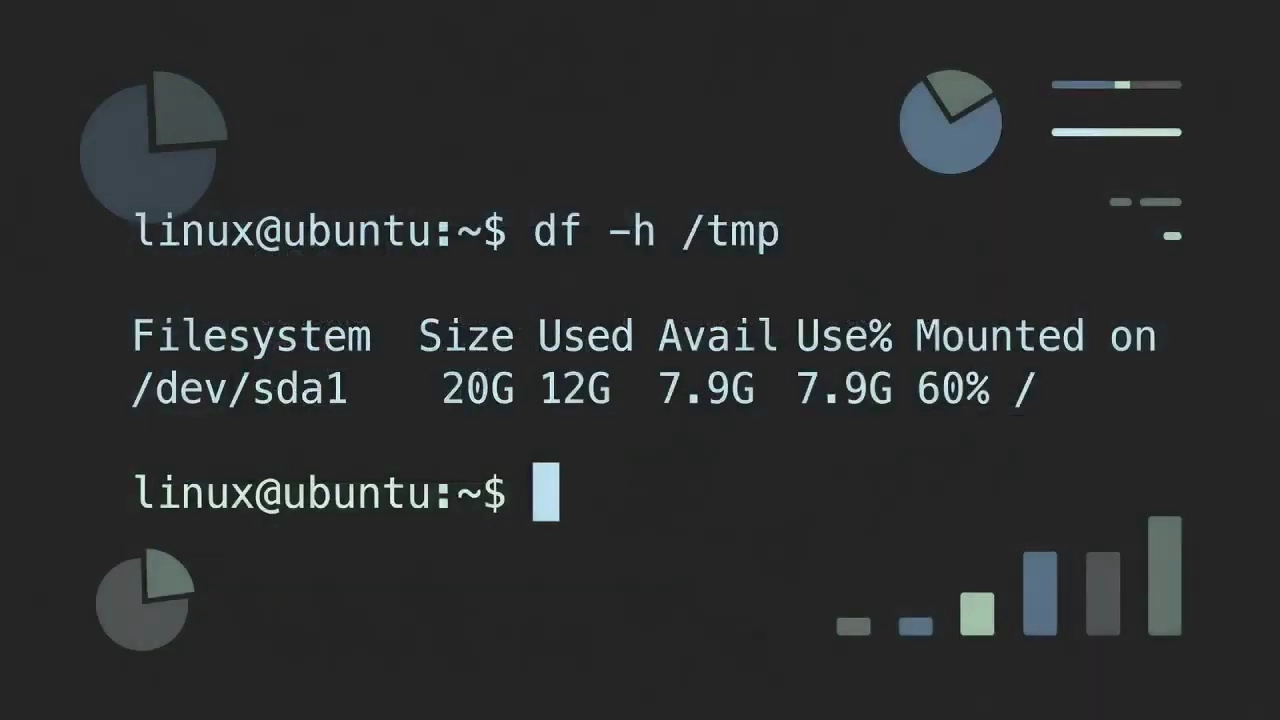 linux@ubuntu:~$ df -h /tmp
Filesystem Size Used Avail Use% Mounted on
/dev/sda1 20G 12G 7.9G 7.9G 60% /
linux@ubuntu:~$